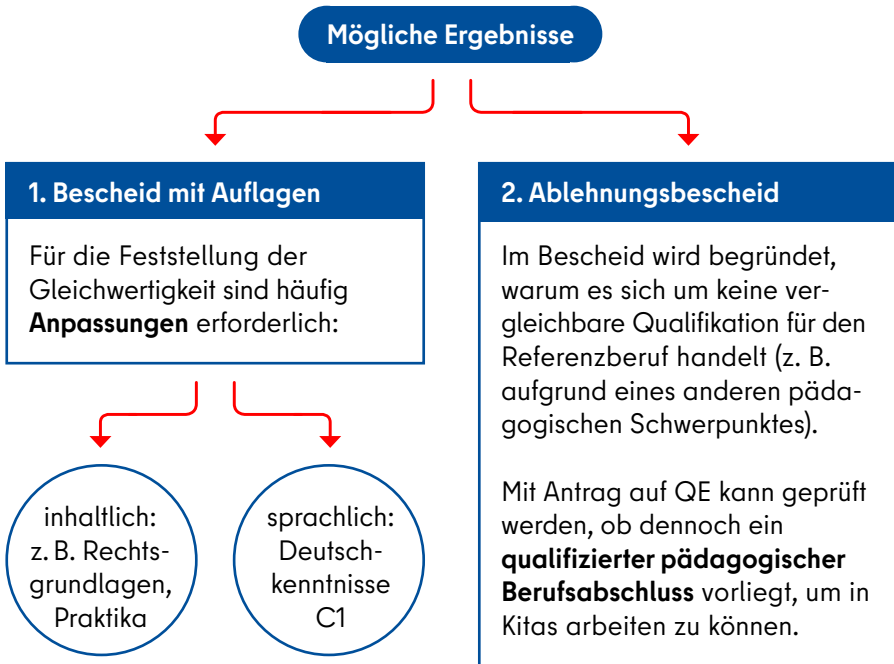 Mögliche Ergebnisse
1. Bescheid mit Auflagen
Für die Feststellung der
Gleichwertigkeit sind häufig
Anpassungen erforderlich:
inhaltlich:
z. B. Rechts-
grundlagen,
Praktika
sprachlich:
Deutsch-
kenntnisse
C1
2. Ablehnungsbescheid
Im Bescheid wird begründet,
warum es sich um keine ver-
gleichbare Qualifikation für den
Referenzberuf handelt (z. B.
aufgrund eines anderen päda-
gogischen Schwerpunktes).
Mit Antrag auf QE kann geprüft
werden, ob dennoch ein
qualifizierter pädagogischer
Berufsabschluss vorliegt, um in
Kitas arbeiten zu können.